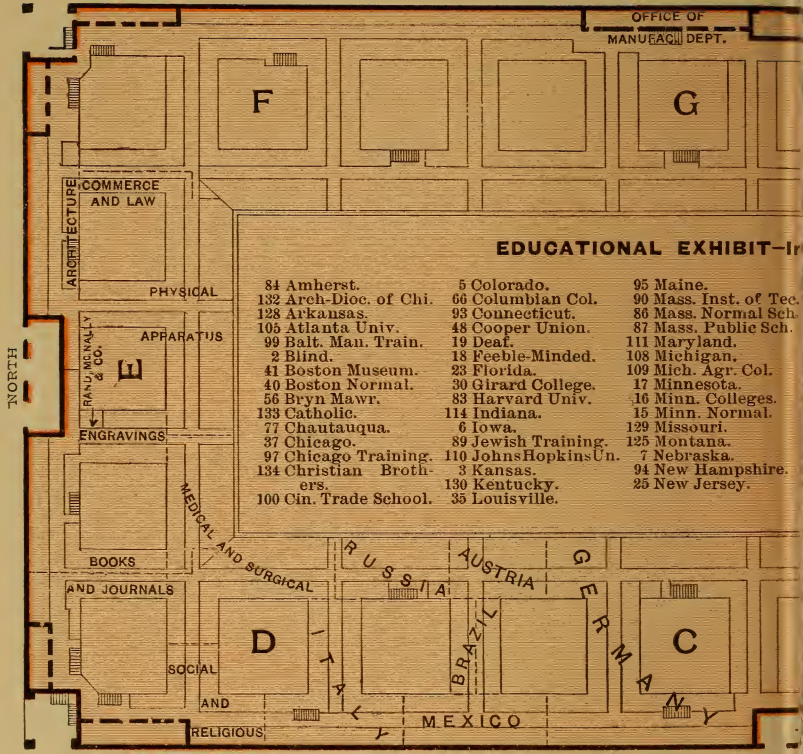 OFFICE OF
MANUFAC. DEPT.
F
G
COMMERCE
AND LAW
ARCHITECTURE
PHYSICAL
APPARATUS
NORTH
RAND, MCNALLY
& CO.
E
ENGRAVINGS
EDUCATIONAL EXHIBIT—
84 Amherst.
132 Arch-Dioc. of Chi.
128 Arkansas.
105 Atlanta Univ.
99 Balt. Man. Train.
2 Blind.
41 Boston Museum.
40 Boston Normal.
56 Bryn Mawr.
133 Catholic.
77 Chautauqua.
37 Chicago.
97 Chicago Training.
134 Christian Broth-
ers.
100 Cin. Trade School.
5 Colorado.
66 Columbian Col.
93 Connecticut.
48 Cooper Union.
19 Deaf.
18 Feeble-Minded.
23 Florida.
30 Girard College.
83 Harvard Univ.
114 Indiana.
6 Iowa.
89 Jewish Training.
110 Johns Hopkins Un.
3 Kansas.
130 Kentucky.
35 Louisville.
95 Maine.
90 Mass. Inst. of Tec.
86 Mass. Normal Sch.
87 Mass. Public Sch.
111 Maryland.
108 Michigan.
109 Mich. Agr. Col.
17 Minnesota.
16 Minn. Colleges.
15 Minn. Normal.
129 Missouri.
125 Montana.
7 Nebraska.
94 New Hampshire.
25 New Jersey.
MEDICAL AND SURGICAL
BOOKS
AND JOURNALS
RUSSIA
AUSTRIA
GERMANY
D
ITALY
BRAZIL
C
SOCIAL
AND
RELIGIOUS
MEXICO